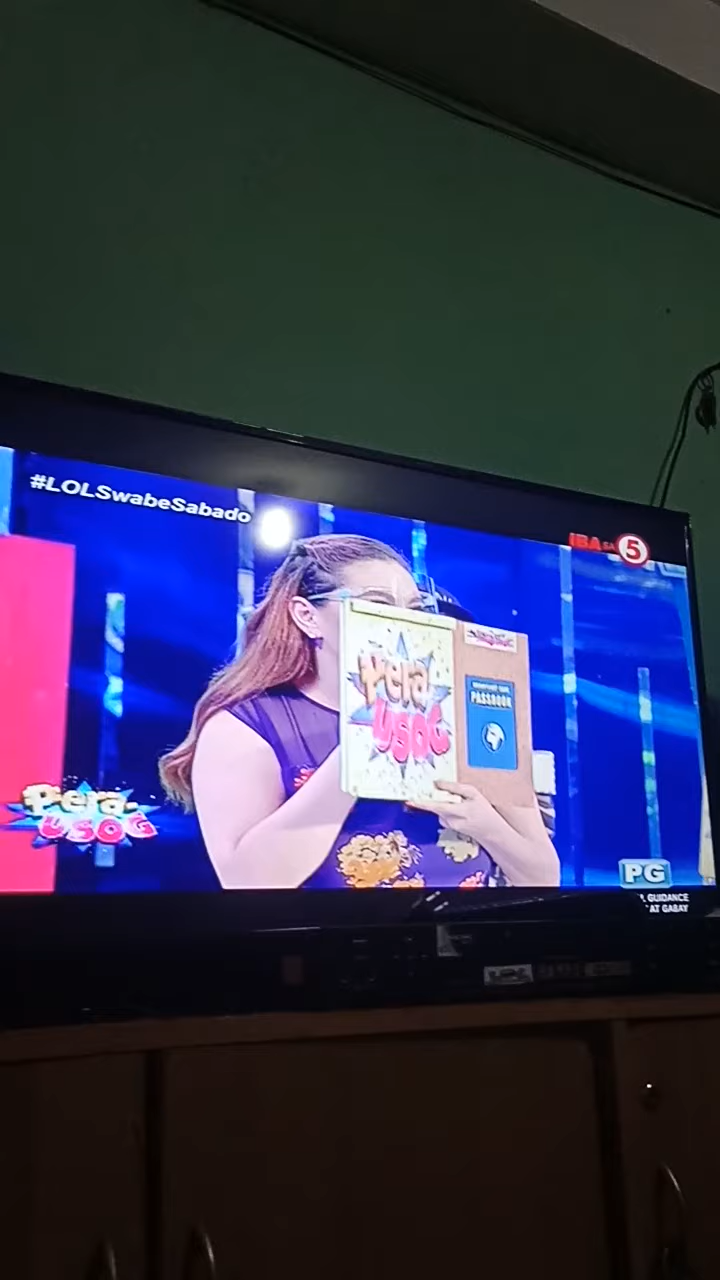 #LOLSwabeSabado
IBA SA 5
Pera
USOG
PASSBOOK
Pera-
USOG
PG
GUIDANCE
AT GABAY